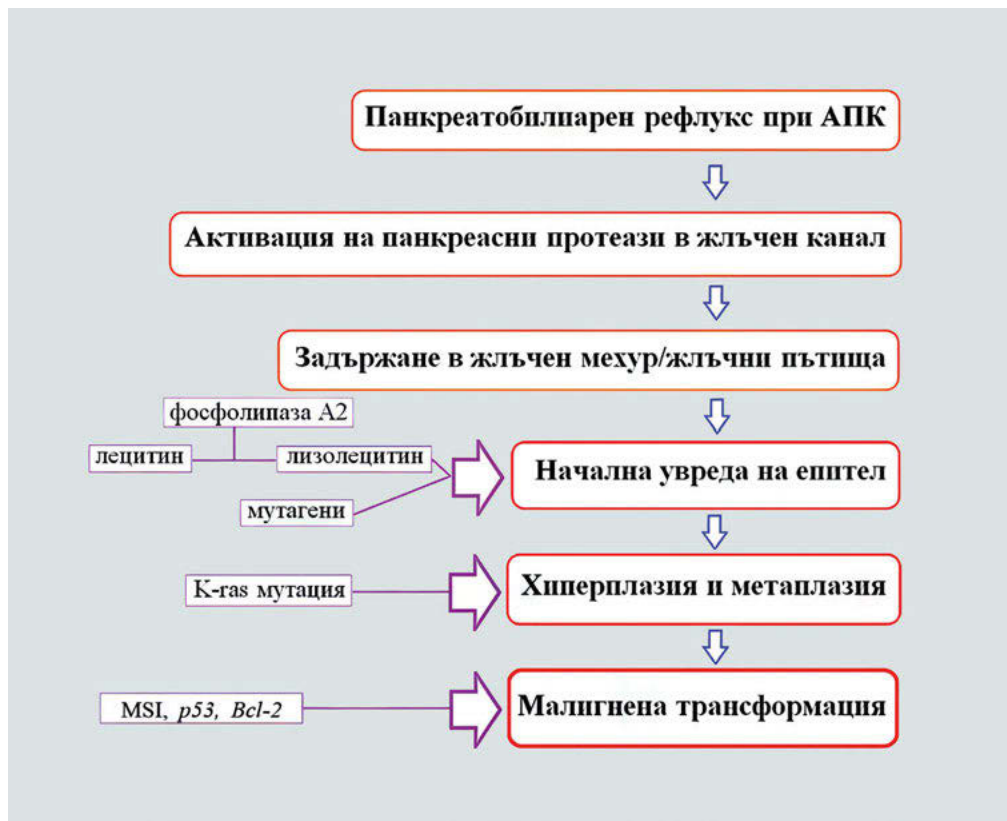 Панкреатобилиарен рефлукс при АПК
Активация на панкреасни протеази в жлъчен канал
Задържане в жлъчен мехур/жлъчни пътища
фосфолипаза А2
лецитин
лизолецитин
мутагени
Начална увреда на епител
K-ras мутация
Хиперплазия и метаплазия
MSI, p53, Bcl-2
Малигнена трансформация